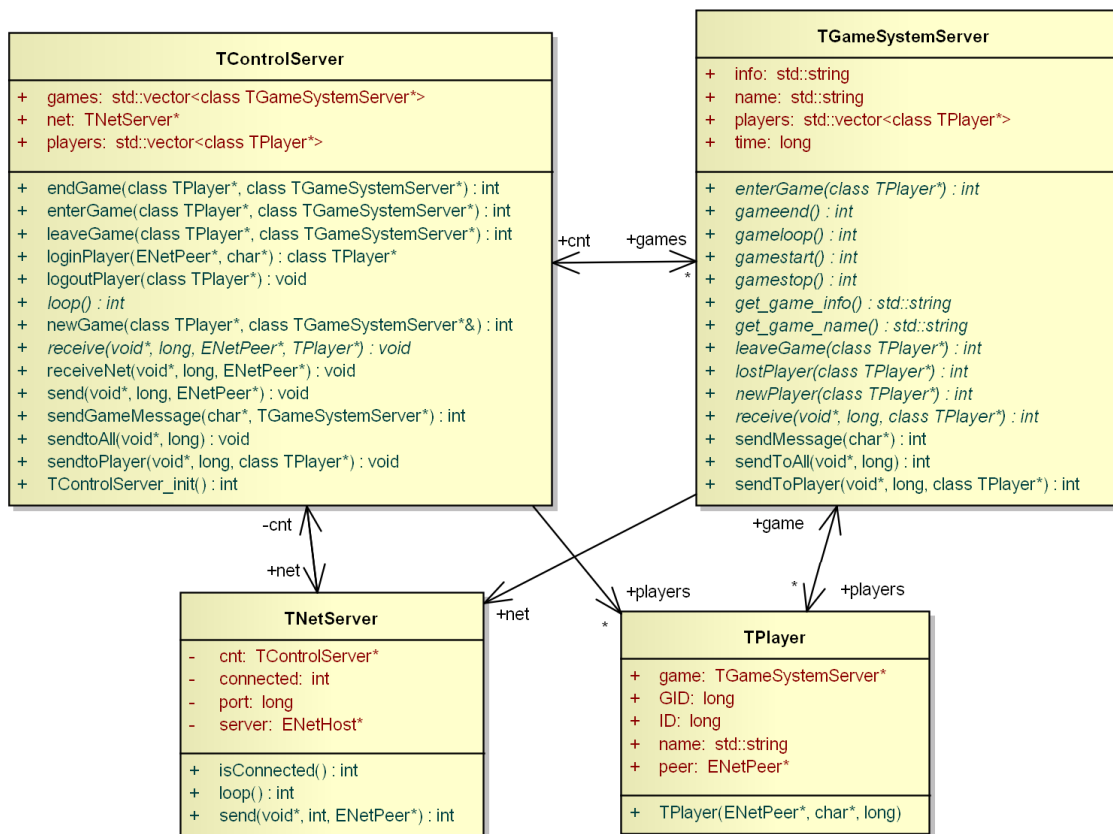 TControlServer
+ games: std::vector<class TGameSystemServer*>
+ net: TNetServer*
+ players: std::vector<class TPlayer*>
+ endGame(class TPlayer*, class TGameSystemServer*) : int
+ enterGame(class TPlayer*, class TGameSystemServer*) : int
+ leaveGame(class TPlayer*, class TGameSystemServer*) : int
+ loginPlayer(ENetPeer*, char*) : class TPlayer*
+ logoutPlayer(class TPlayer*) : void
+ loop() : int
+ newGame(class TPlayer*, class TGameSystemServer*&) : int
+ receive(void*, long, ENetPeer*, TPlayer*) : void
+ receiveNet(void*, long, ENetPeer*) : void
+ send(void*, long, ENetPeer*) : void
+ sendGameMessage(char*, TGameSystemServer*) : int
+ sendtoAll(void*, long) : void
+ sendtoPlayer(void*, long, class TPlayer*) : void
+ TControlServer_init() : int
TGameSystemServer
+ info: std::string
+ name: std::string
+ players: std::vector<class TPlayer*>
+ time: long
+ enterGame(class TPlayer*) : int
+ gameend() : int
+ gameloop() : int
+ gamestart() : int
+ gamestop() : int
+ get_game_info() : std::string
+ get_game_name() : std::string
+ leaveGame(class TPlayer*) : int
+ lostPlayer(class TPlayer*) : int
+ newPlayer(class TPlayer*) : int
+ receive(void*, long, class TPlayer*) : int
+ sendMessage(char*) : int
+ sendToAll(void*, long) : int
+ sendToPlayer(void*, long, class TPlayer*) : int
+cnt
+games
*
-cnt
+net
+net
+players
*
+game
*
+players
TNetServer
- cnt: TControlServer*
- connected: int
- port: long
- server: ENetHost*
+ isConnected() : int
+ loop() : int
+ send(void*, int, ENetPeer*) : int
TPlayer
+ game: TGameSystemServer*
+ GID: long
+ ID: long
+ name: std::string
+ peer: ENetPeer*
+ TPlayer(ENetPeer*, char*, long)